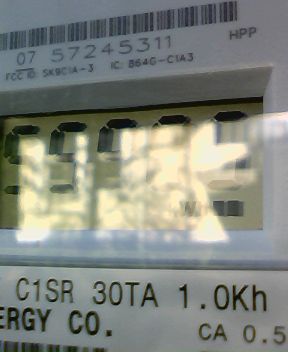 07 57245311
HPP
FCC ID: SK9C1A-3 IC: 864G-C1A3
C1SR 30TA 1.0Kh
ERGY CO.
CA 0.5